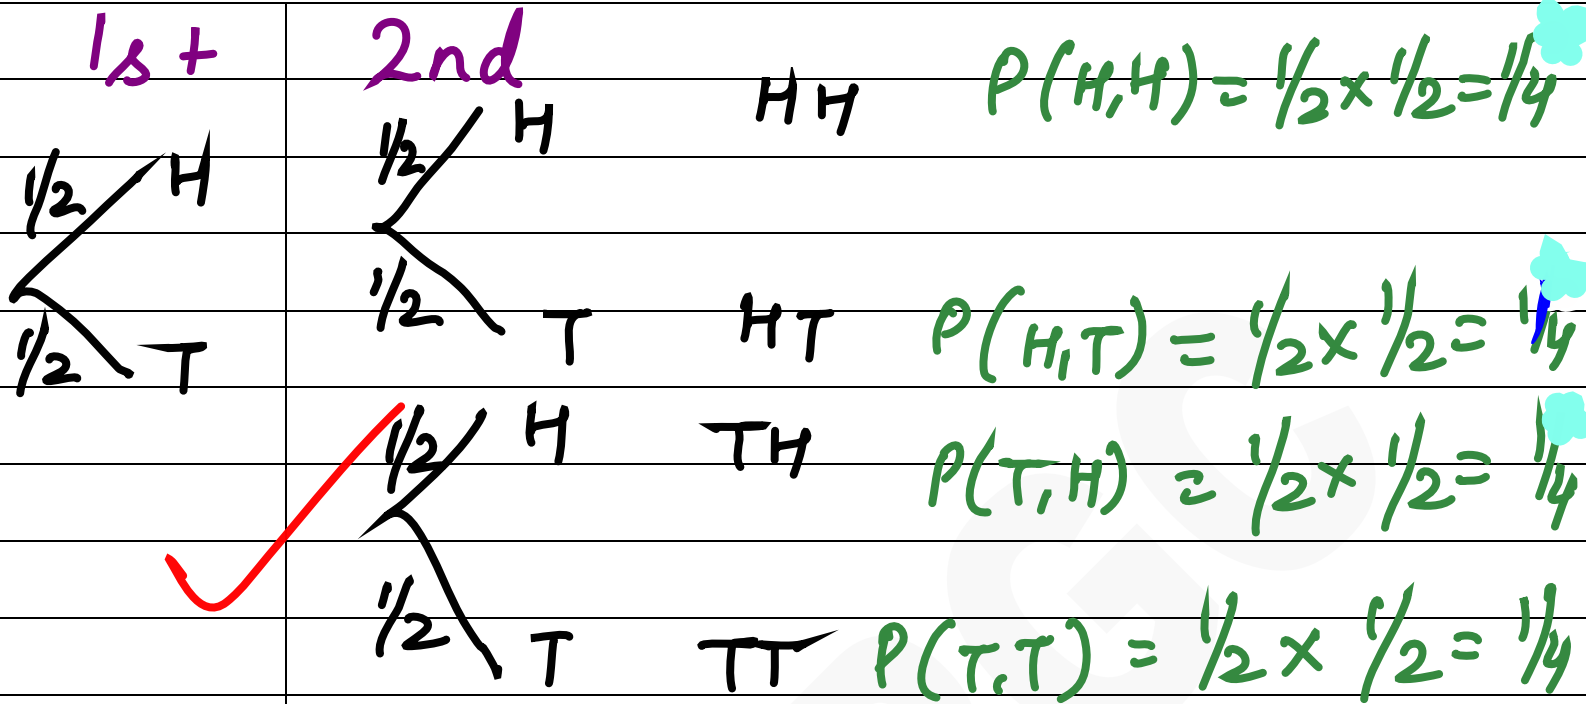 1st 2nd
1/2 H 1/2 H HH P(H,H) = 1/2 x 1/2 = 1/4
1/2 T 1/2 T HT P(H,T) = 1/2 x 1/2 = 1/4
1/2 H TH P(T,H) = 1/2 x 1/2 = 1/4
1/2 T TT P(T,T) = 1/2 x 1/2 = 1/4